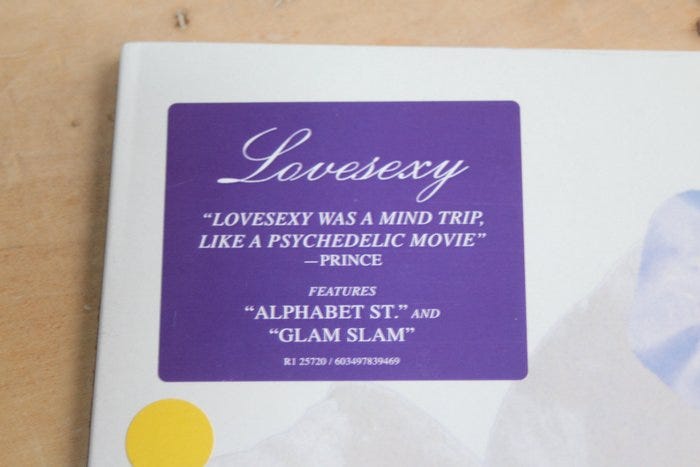 Lovesexy
“LOVESEXY WAS A MIND TRIP,
LIKE A PSYCHEDELIC MOVIE”
—PRINCE
FEATURES
“ALPHABET ST.” AND
“GLAM SLAM”
R1 25720 / 603497839469